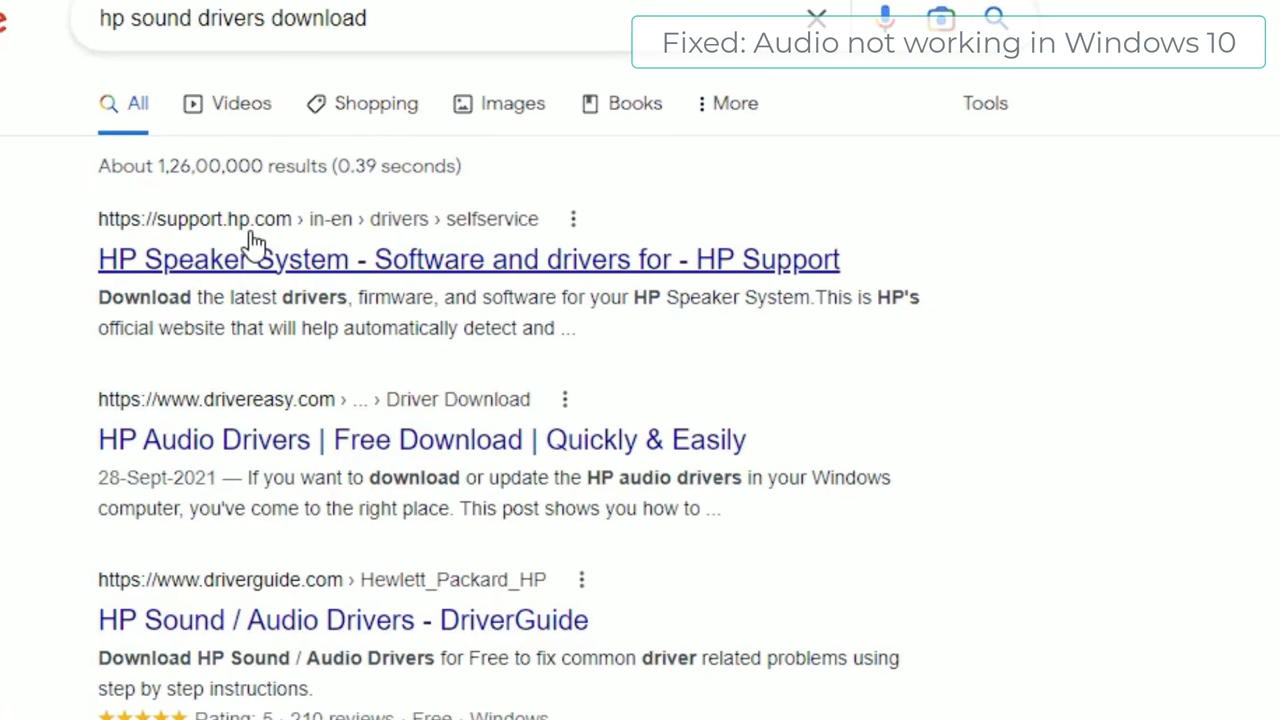 hp sound drivers download
Fixed: Audio not working in Windows 10
All Videos Shopping Images Books More Tools
About 1,26,00,000 results (0.39 seconds)
https://support.hp.com › in-en › drivers › selfservice
HP Speaker System - Software and drivers for - HP Support
Download the latest drivers, firmware, and software for your HP Speaker System.This is HP's
official website that will help automatically detect and ...
https://www.drivereasy.com › ... › Driver Download
HP Audio Drivers | Free Download | Quickly & Easily
28-Sept-2021 — If you want to download or update the HP audio drivers in your Windows
computer, you've come to the right place. This post shows you how to ...
https://www.driverguide.com › Hewlett_Packard_HP
HP Sound / Audio Drivers - DriverGuide
Download HP Sound / Audio Drivers for Free to fix common driver related problems using
step by step instructions.
Rating: 5 · 210 reviews · Free · Windows